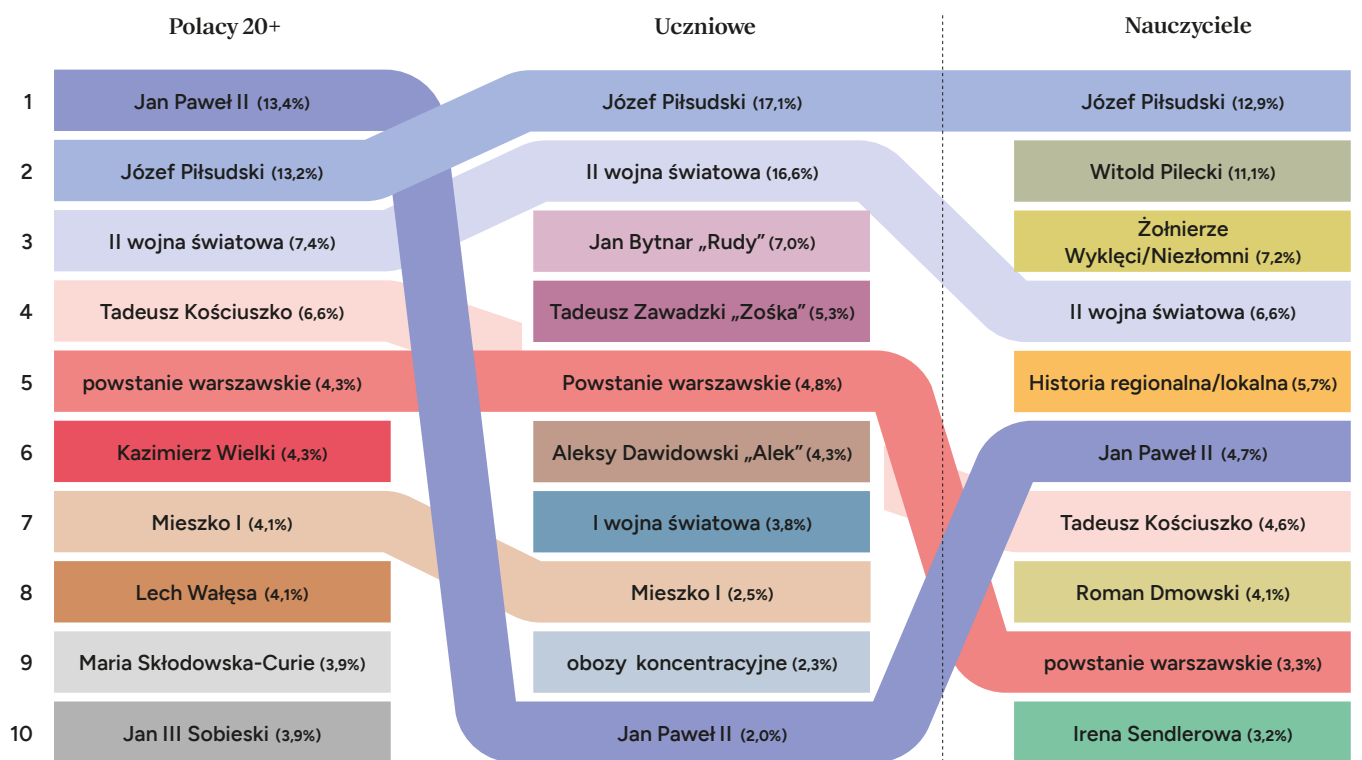 Polacy 20+ Uczniowe Nauczyciele
1 Jan Paweł II (13,4%) Józef Piłsudski (17,1%) Józef Piłsudski (12,9%)
2 Józef Piłsudski (13,2%) II wojna światowa (16,6%) Witold Pilecki (11,1%)
3 II wojna światowa (7,4%) Jan Bytnar „Rudy” (7,0%) Żołnierze
Wyklęci/Niezłomni (7,2%)
4 Tadeusz Kościuszko (6,6%) Tadeusz Zawadzki „Zośka” (5,3%) II wojna światowa (6,6%)
5 powstanie warszawskie (4,3%) Powstanie warszawskie (4,8%) Historia regionalna/lokalna (5,7%)
6 Kazimierz Wielki (4,3%) Aleksy Dawidowski „Alek” (4,3%) Jan Paweł II (4,7%)
7 Mieszko I (4,1%) I wojna światowa (3,8%) Tadeusz Kościuszko (4,6%)
8 Lech Wałęsa (4,1%) Mieszko I (2,5%) Roman Dmowski (4,1%)
9 Maria Skłodowska-Curie (3,9%) obozy koncentracyjne (2,3%) powstanie warszawskie (3,3%)
10 Jan III Sobieski (3,9%) Jan Paweł II (2,0%) Irena Sendlerowa (3,2%)